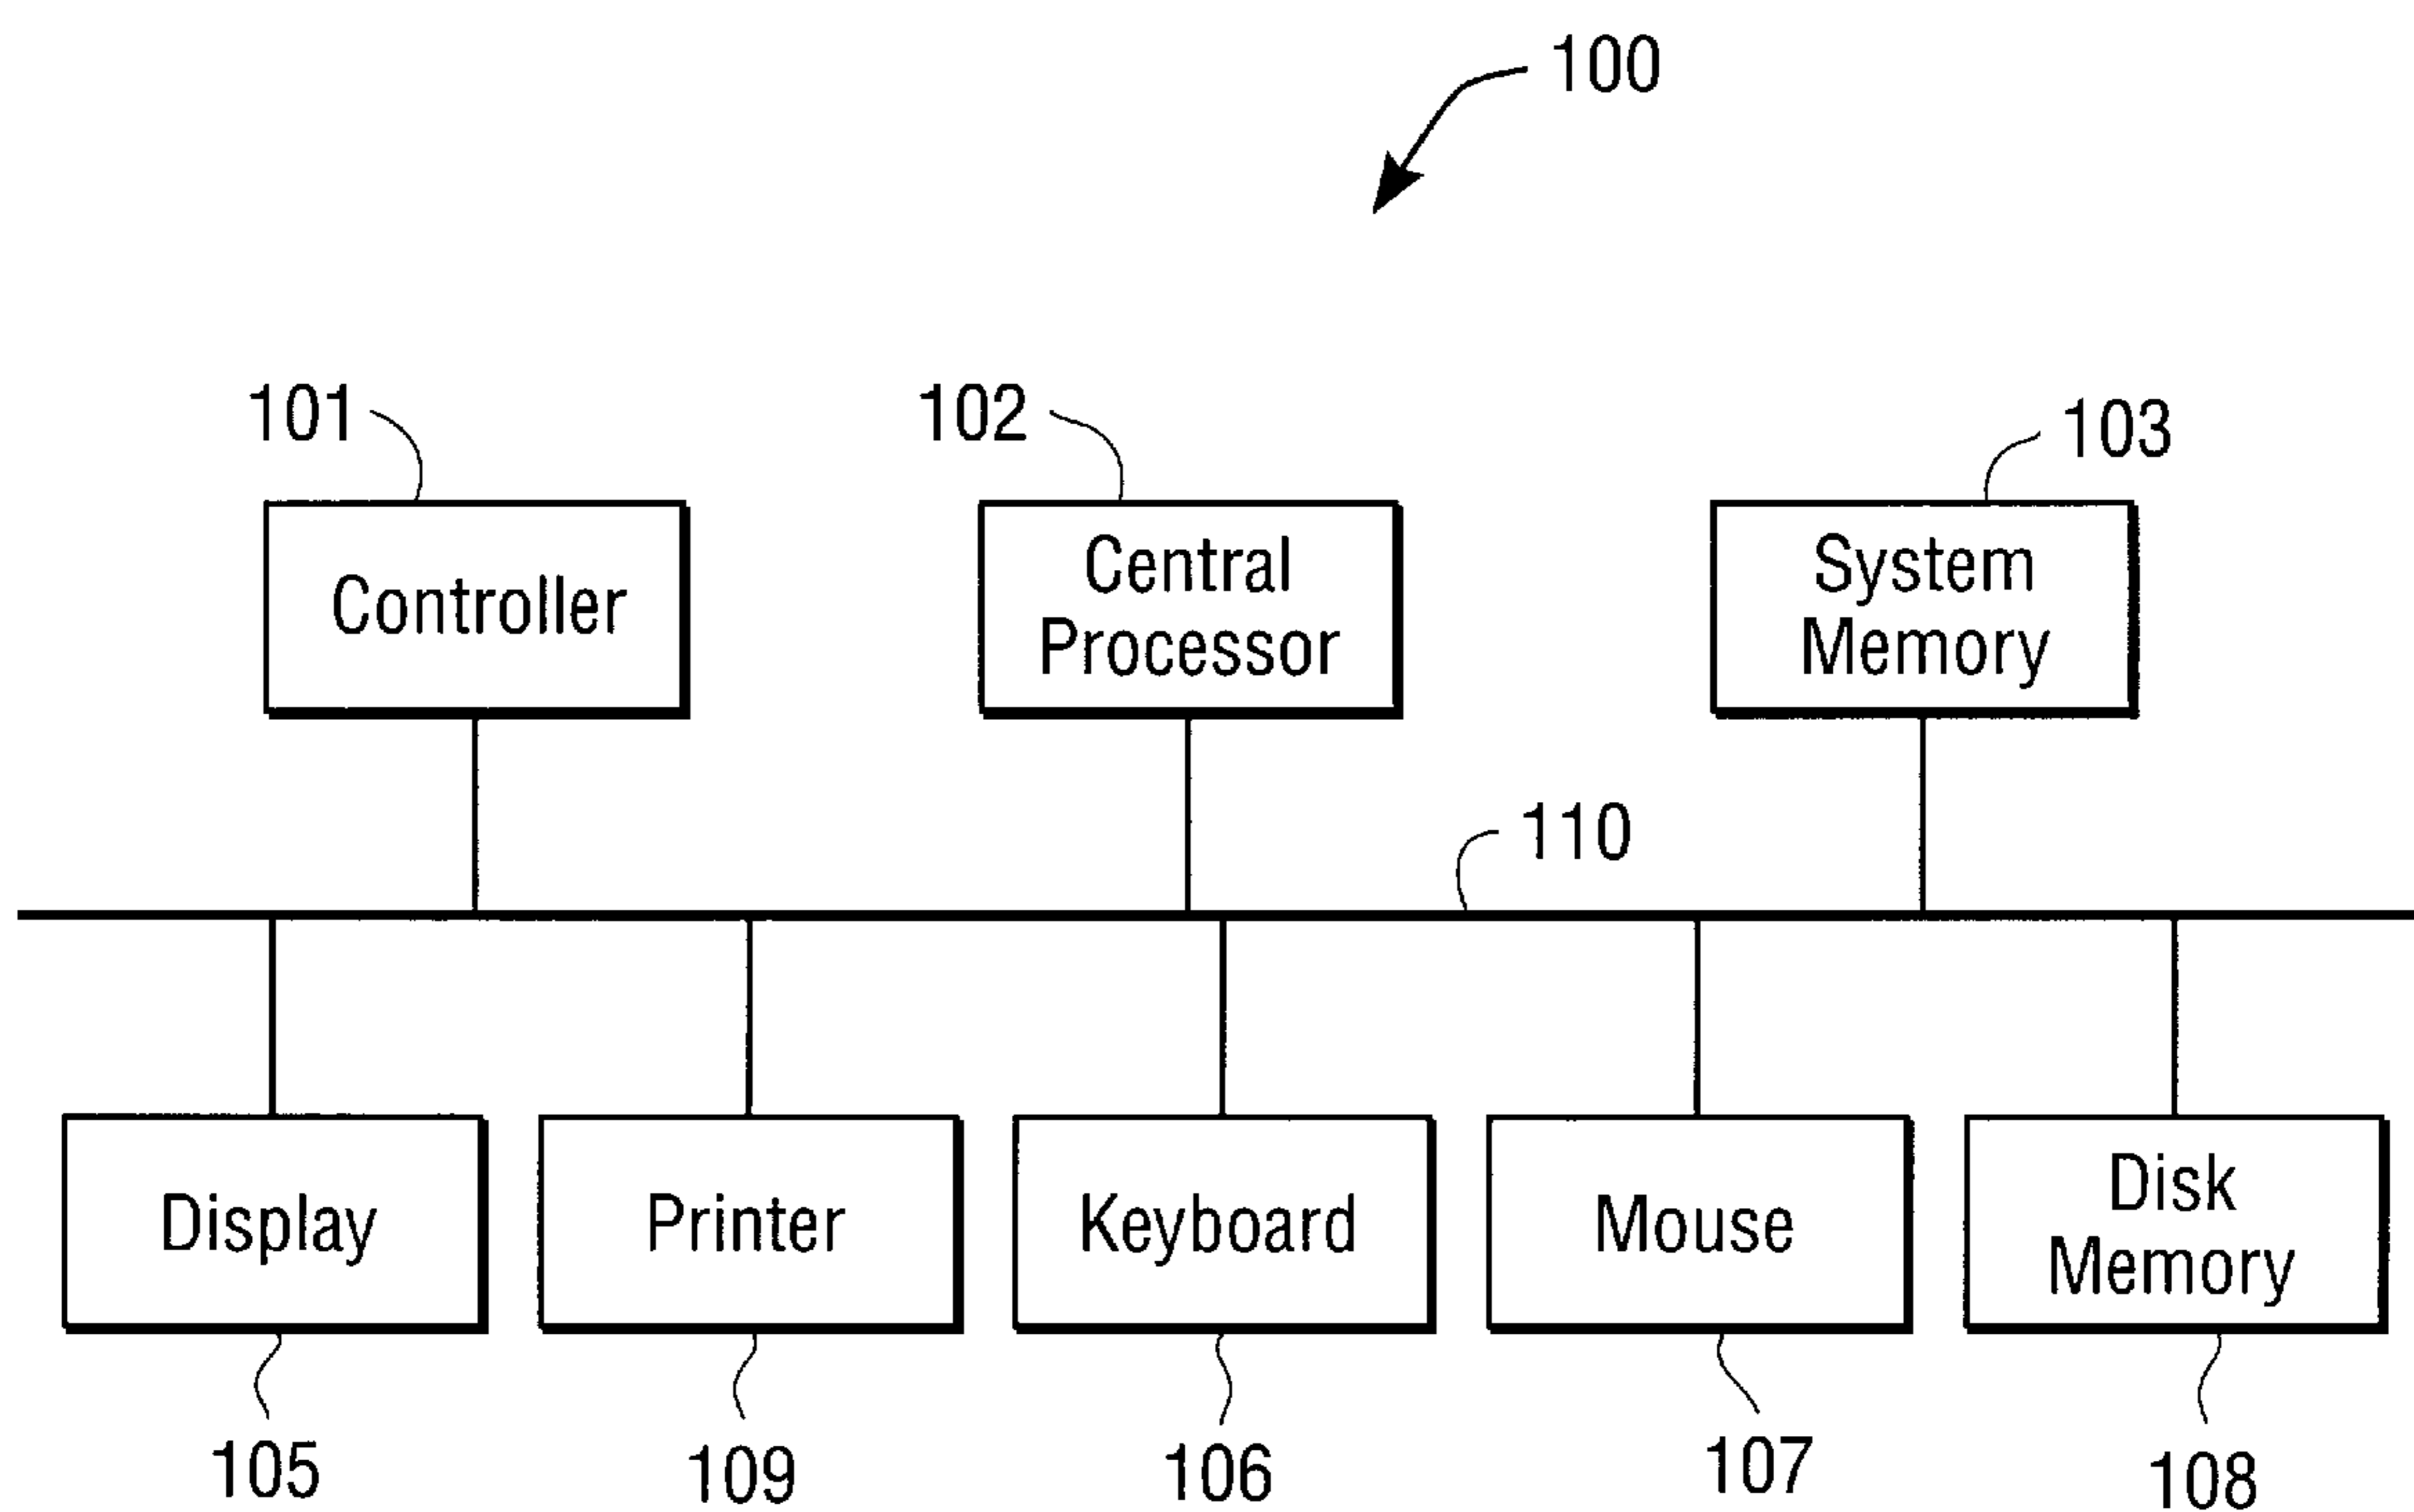 100
101
102
103
Controller
Central
Processor
System
Memory
110
Display
Printer
Keyboard
Mouse
Disk
Memory
105
109
106
107
108